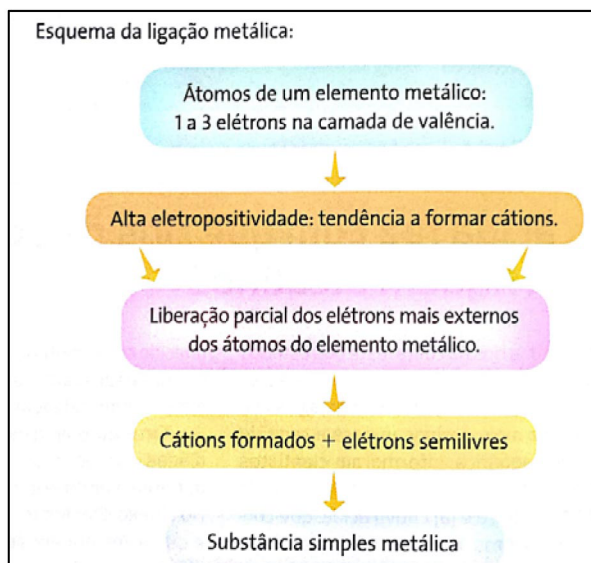 Esquema da ligação metálica:
Átomos de um elemento metálico:
1 a 3 elétrons na camada de valência.
Alta eletropositividade: tendência a formar cátions.
Liberação parcial dos elétrons mais externos
dos átomos do elemento metálico.
Cátions formados + elétrons semilivres
Substância simples metálica